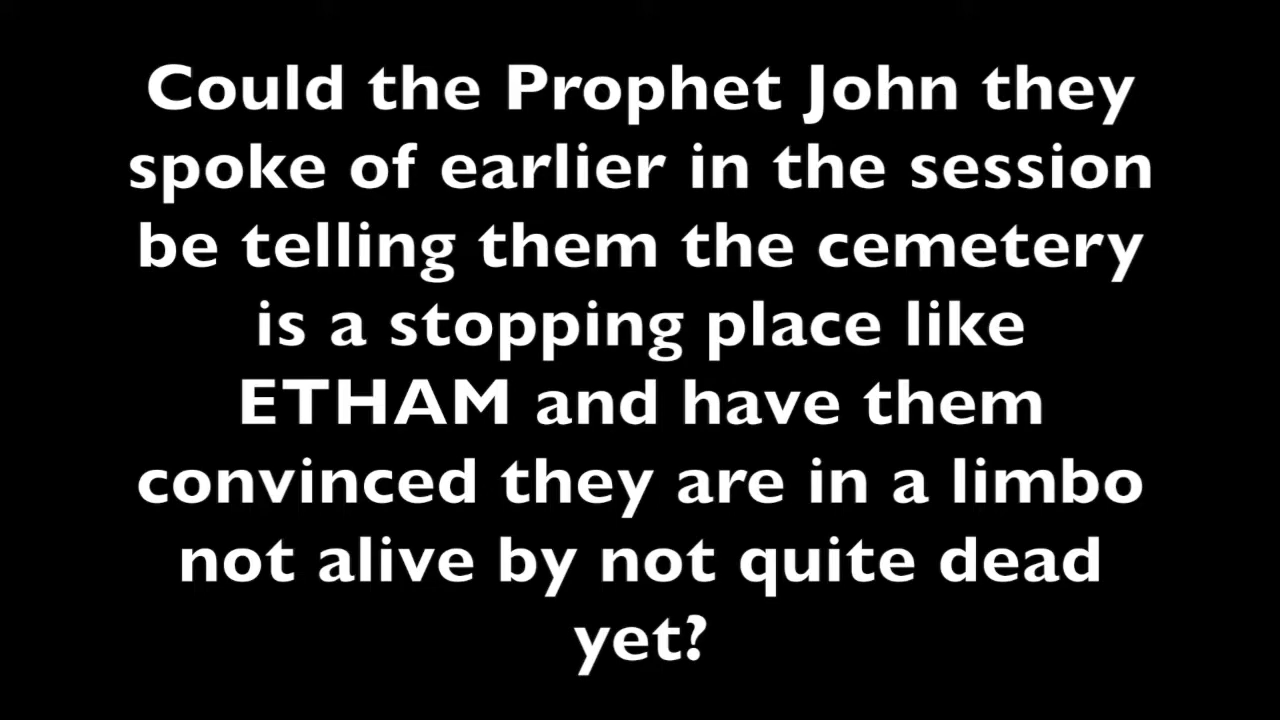 Could the Prophet John they
spoke of earlier in the session
be telling them the cemetery
is a stopping place like
ETHAM and have them
convinced they are in a limbo
not alive by not quite dead
yet?